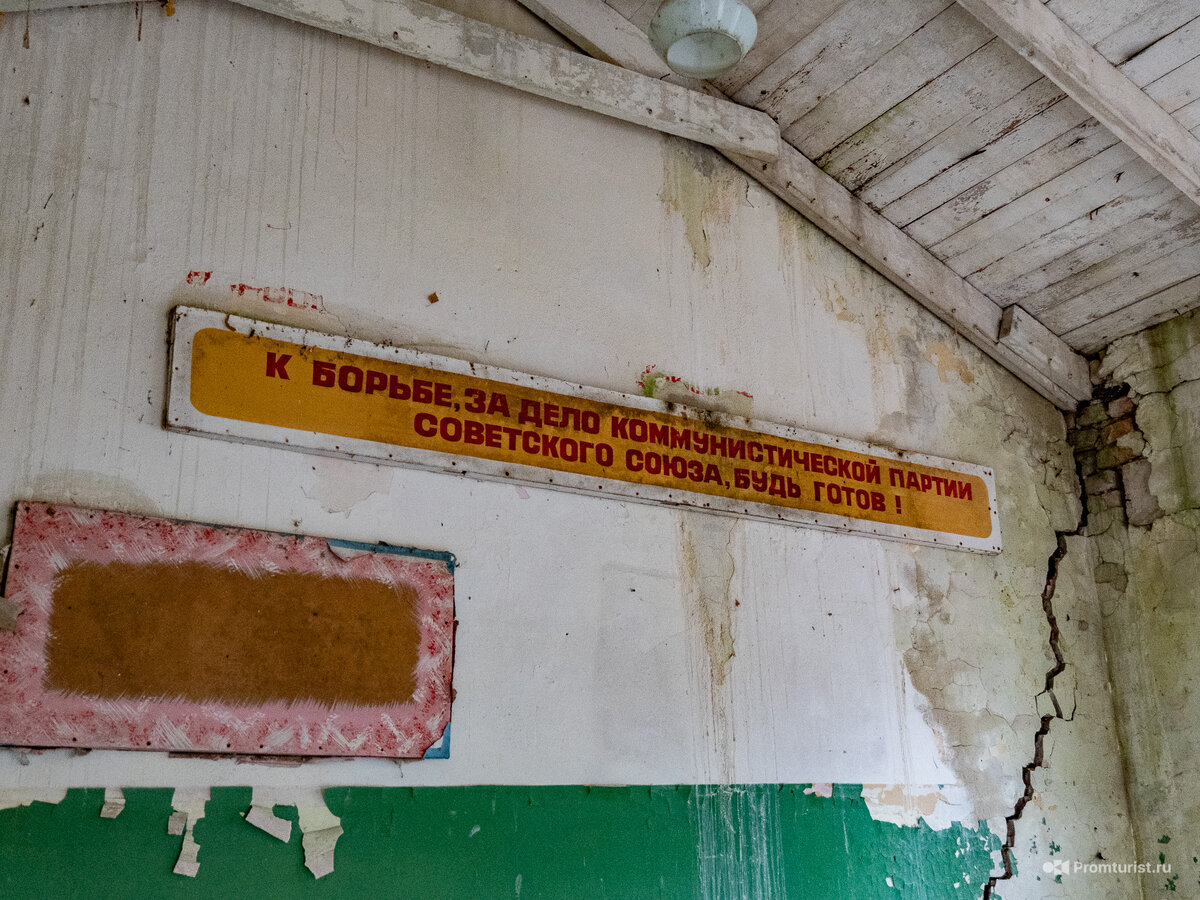 К БОРЬБЕ, ЗА ДЕЛО КОММУНИСТИЧЕСКОЙ ПАРТИИ
СОВЕТСКОГО СОЮЗА, БУДЬ ГОТОВ !
Promturist.ru